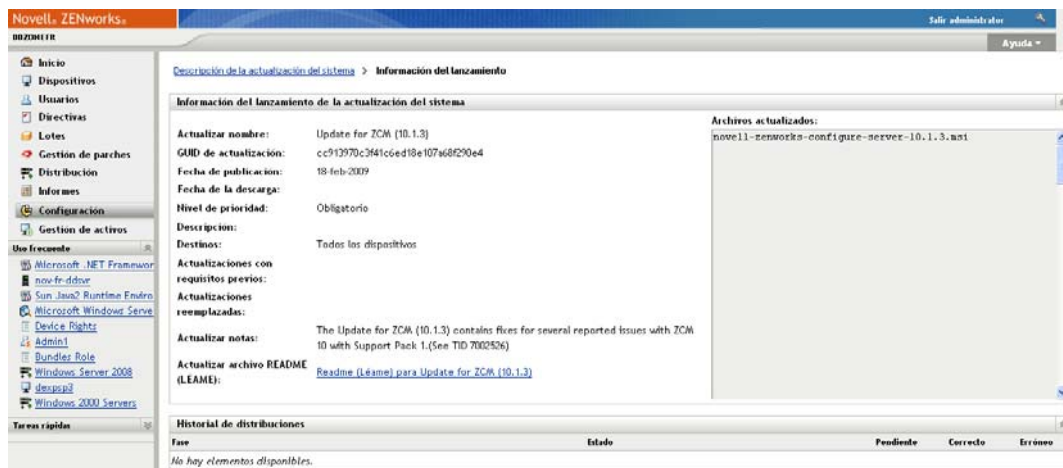 Novell® ZENworks®
Salir administrator
Ayuda
Inicio
Dispositivos
Usuarios
Directivas
Lotes
Gestión de parches
Distribución
Informes
Configuración
Gestión de activos
Uso frecuente
Microsoft .NET Framewor
nov-fr-ddsvr
Sun Java2 Runtime Enviro
Microsoft Windows Serve
Device Rights
Admin1
Bundles Role
Windows Server 2008
dexpsp3
Windows 2000 Servers
Tareas rápidas
Descripción de la actualización del sistema > Información del lanzamiento
Información del lanzamiento de la actualización del sistema
Actualizar nombre: Update for ZCM (10.1.3)
GUID de actualización: cc913970c3f41c6ed18e107a68f290e4
Fecha de publicación: 18-feb-2009
Fecha de la descarga:
Nivel de prioridad: Obligatorio
Descripción:
Destinos: Todos los dispositivos
Actualizaciones con
requisitos previos:
Actualizaciones
reemplazadas:
Actualizar notas: The Update for ZCM (10.1.3) contains fixes for several reported issues with ZCM
10 with Support Pack 1.(See TID 7002526)
Actualizar archivo README
(LÉAME): Readme (Léame) para Update for ZCM (10.1.3)
Archivos actualizados:
novell-zenworks-configure-server-10.1.3.msi
Historial de distribuciones
Fase Estado Pendiente Correcto Erróneo
No hay elementos disponibles.